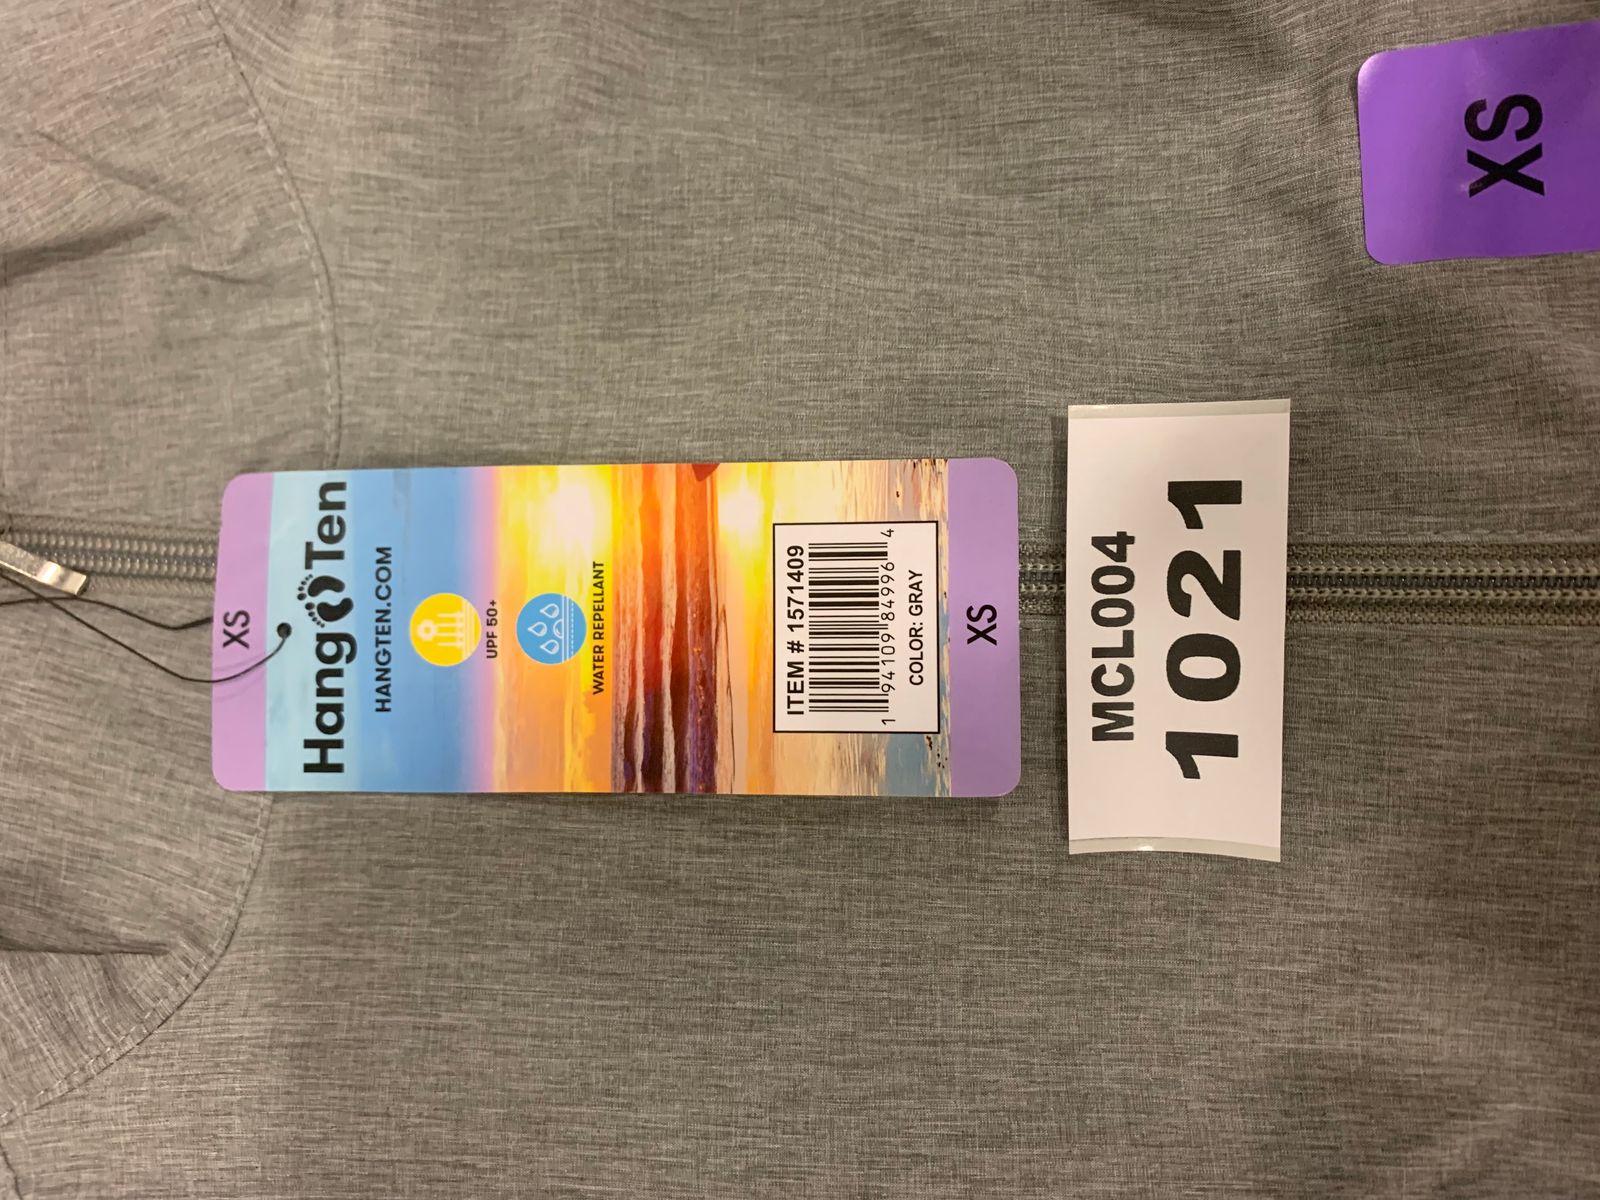 XS
Hang Ten
HANGTEN.COM
UPF 50+
WATER REPELLANT
ITEM # 1571409
1 94109 84996 4
COLOR: GRAY
XS
MCL004
1021
XS